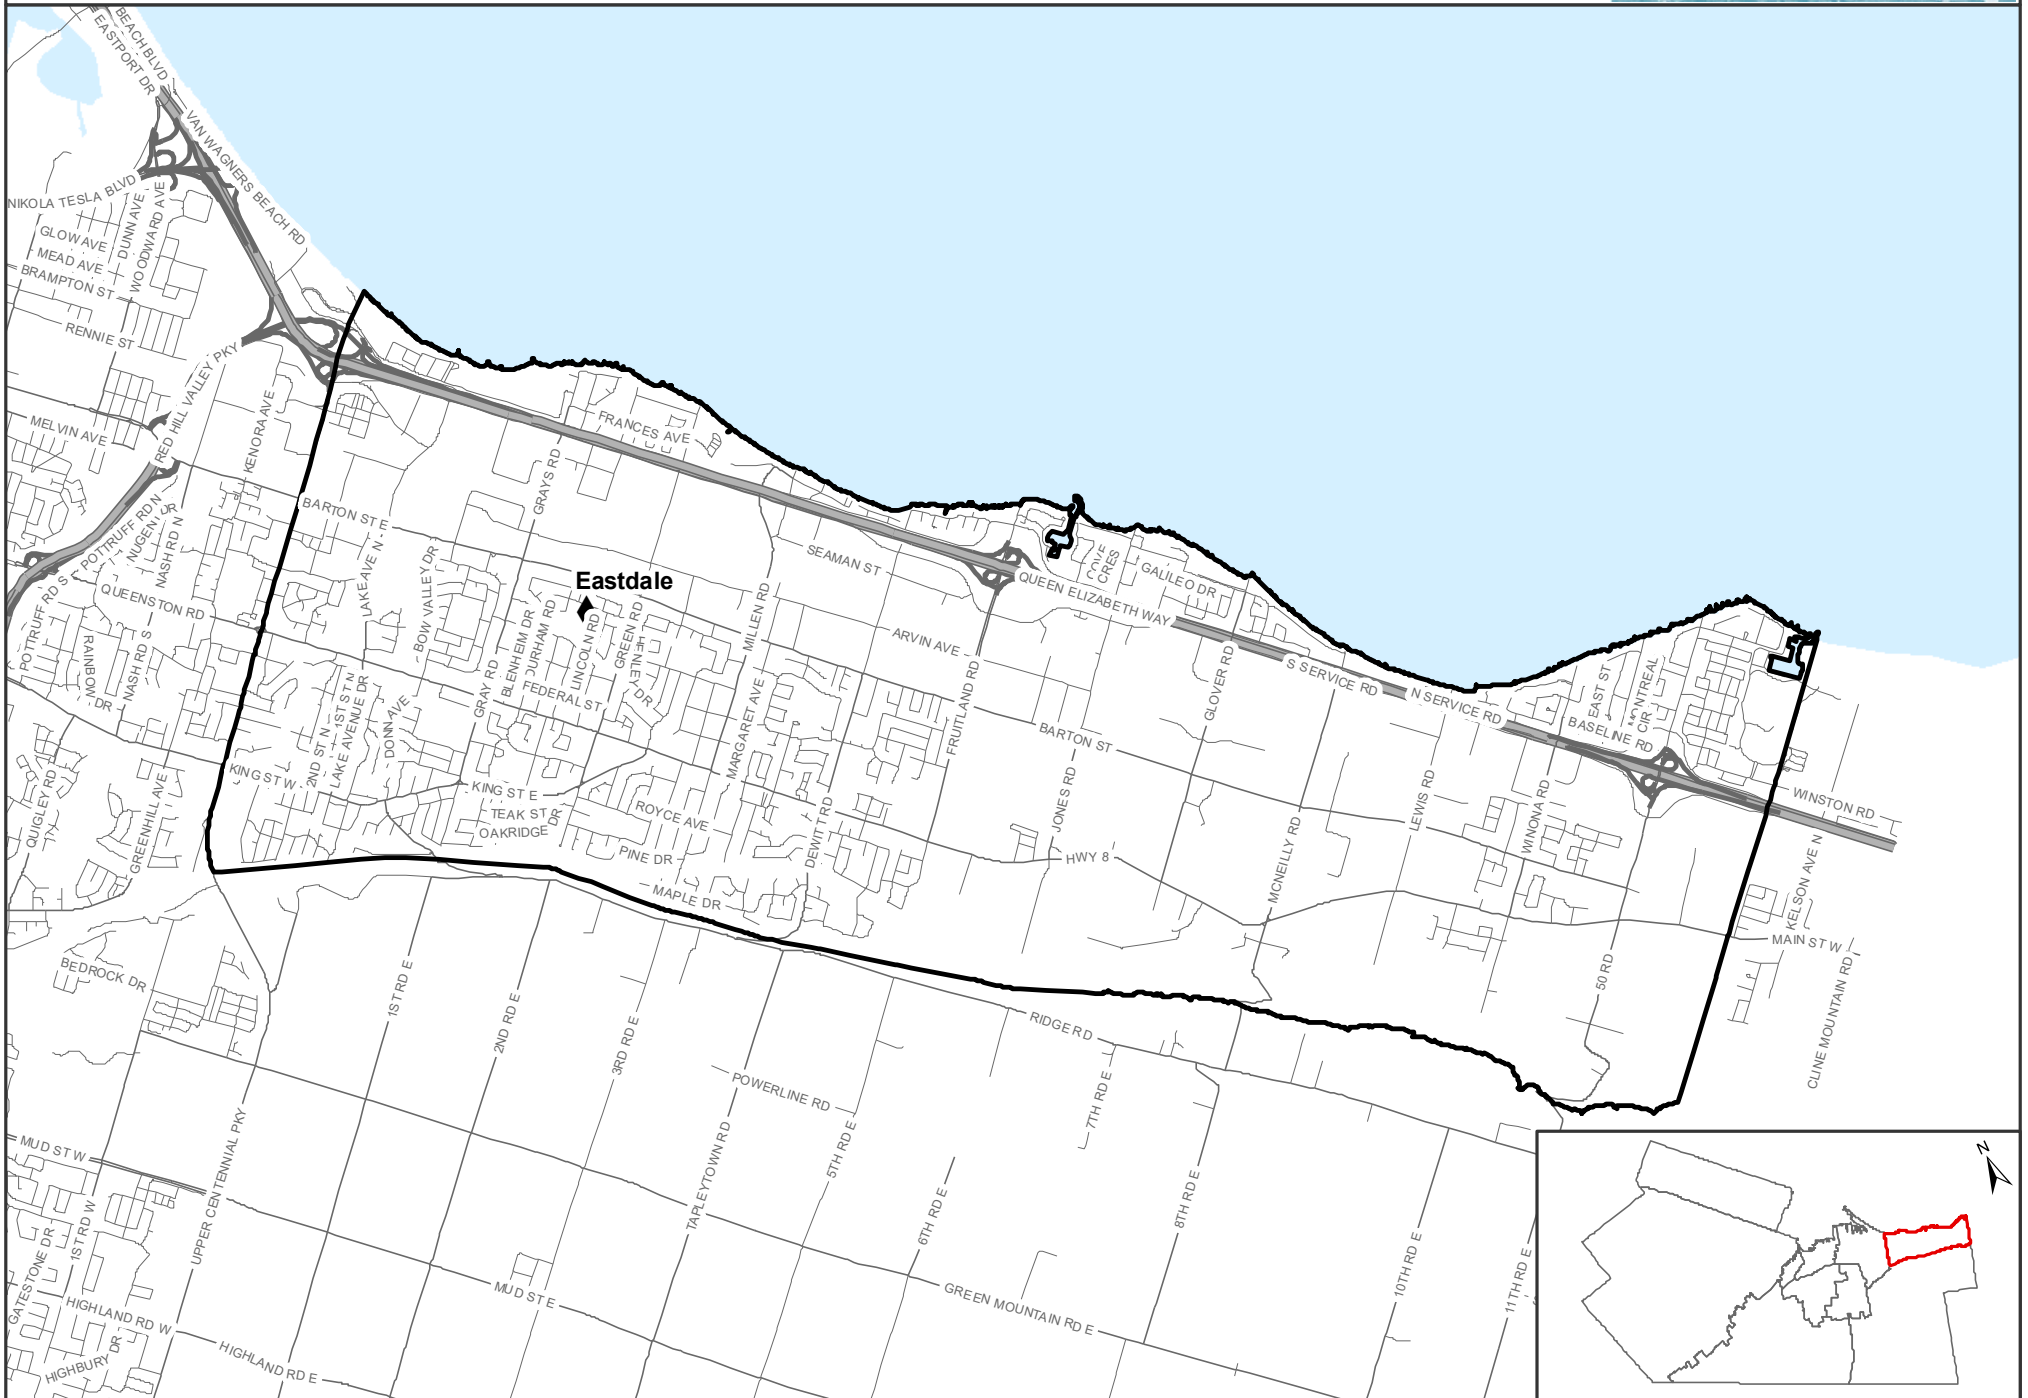 BEACH BLVD
EASTPORT DR
VAN WAGNERS BEACH RD
NIKOLA TESLA BLVD
DUNN AVE
WOODWARD AVE
GLOW AVE
MEAD AVE
BRAMPTON ST
RENNIE ST
RED HILL VALLEY PKY
KENORA AVE
MELVIN AVE
FRANCES AVE
GRAYS RD
BARTON ST E
POTTRUFF RD N
NUGENT DR
NASH RD N
LAKE AVE N
BOW VALLEY DR
SEAMAN ST
Eastdale
COVE CRES
GALILEO DR
QUEEN ELIZABETH WAY
POTTRUFF RD S
QUEENSTON RD
RAINBOW DR
NASH RD S
BLENHEIM DR
DURHAM RD
LINCOLN RD
GREEN RD
HENLEY DR
MILLEN RD
ARVIN AVE
FRUITLAND RD
GLOVER RD
S SERVICE RD
N SERVICE RD
EAST ST
MONTREAL CIR
BASELINE RD
GRAY RD
FEDERAL ST
MARGARET AVE
BARTON ST
2ND ST N
1ST ST N
LAKE AVENUE DR
DONN AVE
KING ST W
KING ST E
TEAK ST
OAKRIDGE DR
ROYCE AVE
PINE DR
MAPLE DR
DEWITT RD
JONES RD
HWY 8
MCNEILLY RD
LEWIS RD
WINONA RD
WINSTON RD
KELSON AVE N
MAIN ST W
CLINE MOUNTAIN RD
50 RD
QUIGLEY RD
GREENHILL AVE
BEDROCK DR
1ST RD E
2ND RD E
3RD RD E
RIDGE RD
POWERLINE RD
TAPLEYTOWN RD
5TH RD E
6TH RD E
7TH RD E
8TH RD E
10TH RD E
11TH RD E
MUD ST W
1ST RD W
UPPER CENTENNIAL PKY
GATESTONE DR
HIGHLAND RD W
HIGHBURY DR
HIGHLAND RD E
MUD ST E
GREEN MOUNTAIN RD E
N